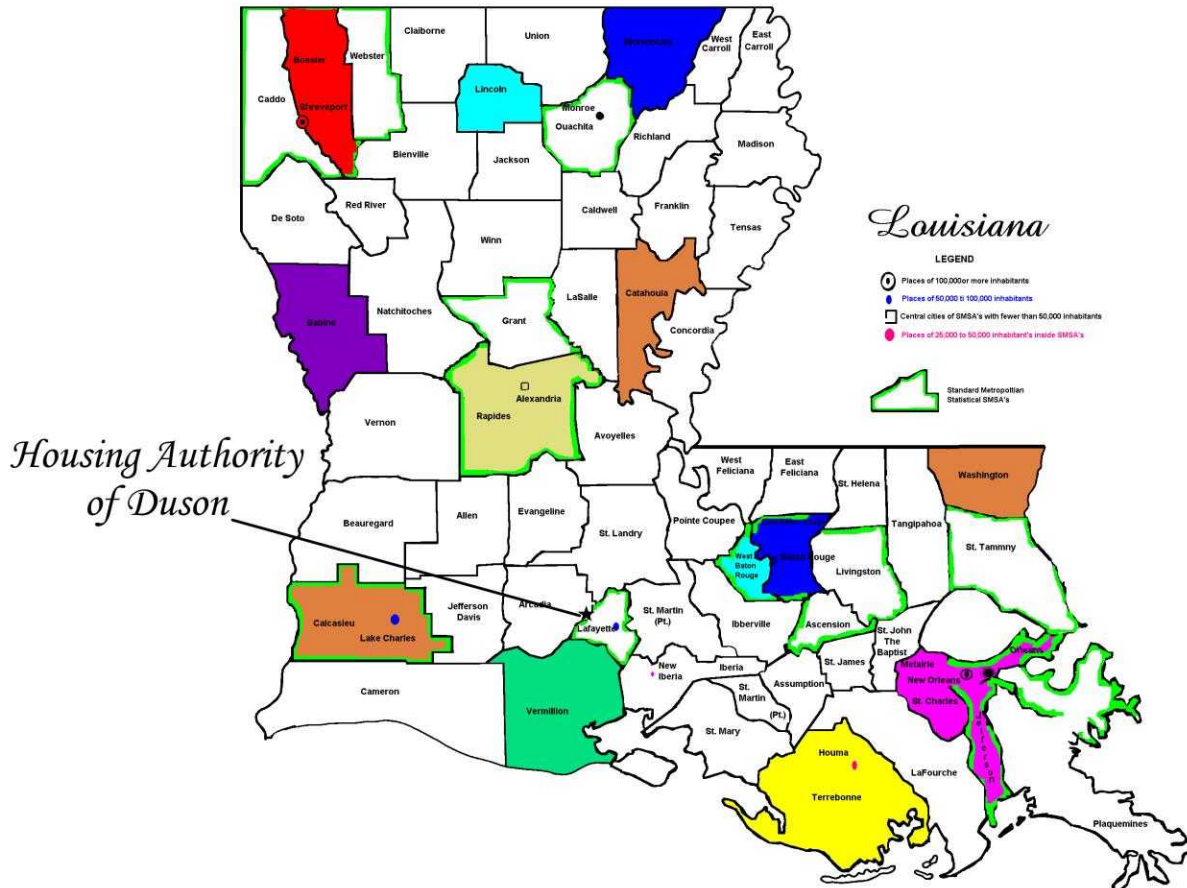 Claiborne
Union
West
Carroll
East
Carroll
Morehouse
Bossier
Webster
Caddo
Shreveport
Lincoln
Monroe
Ouachita
Richland
Madison
Bienville
Jackson
De Soto
Red River
Caldwell
Franklin
Tensas
Winn
Louisiana
LEGEND
Places of 100,000or more inhabitants
Places of 50,000 ti 100,000 inhabitants
Central cities of SMSA's with fewer than 50,000 inhabitants
Places of 25,000 to 50,000 inhabitant's inside SMSA's
Standard Metropoltian
Statistical SMSA's
Sabine
Natchitoches
Grant
LaSalle
Catahoula
Concordia
Alexandria
Rapides
Vernon
Avoyelles
Housing Authority
of Duson
West
Feliciana
East
Feliciana
St. Helena
Washington
Beauregard
Allen
Evangeline
St. Landry
Pointe Coupee
Tangipahoa
St. Tammny
West
Baton
Rouge
Baton Rouge
Livingston
Calcasieu
Lake Charles
Jefferson
Davis
Arcadia
Lafayette
St. Martin
(Pt.)
Ibberville
Ascension
St. John
The
Baptist
Orleans
Metairie
New Orleans
St. Charles
Jefferson
Cameron
Vermillion
New
Iberia
Iberia
St. Martin
(Pt.)
Assumption
St. James
St. Mary
Houma
Terrebonne
LaFourche
Plaquemines